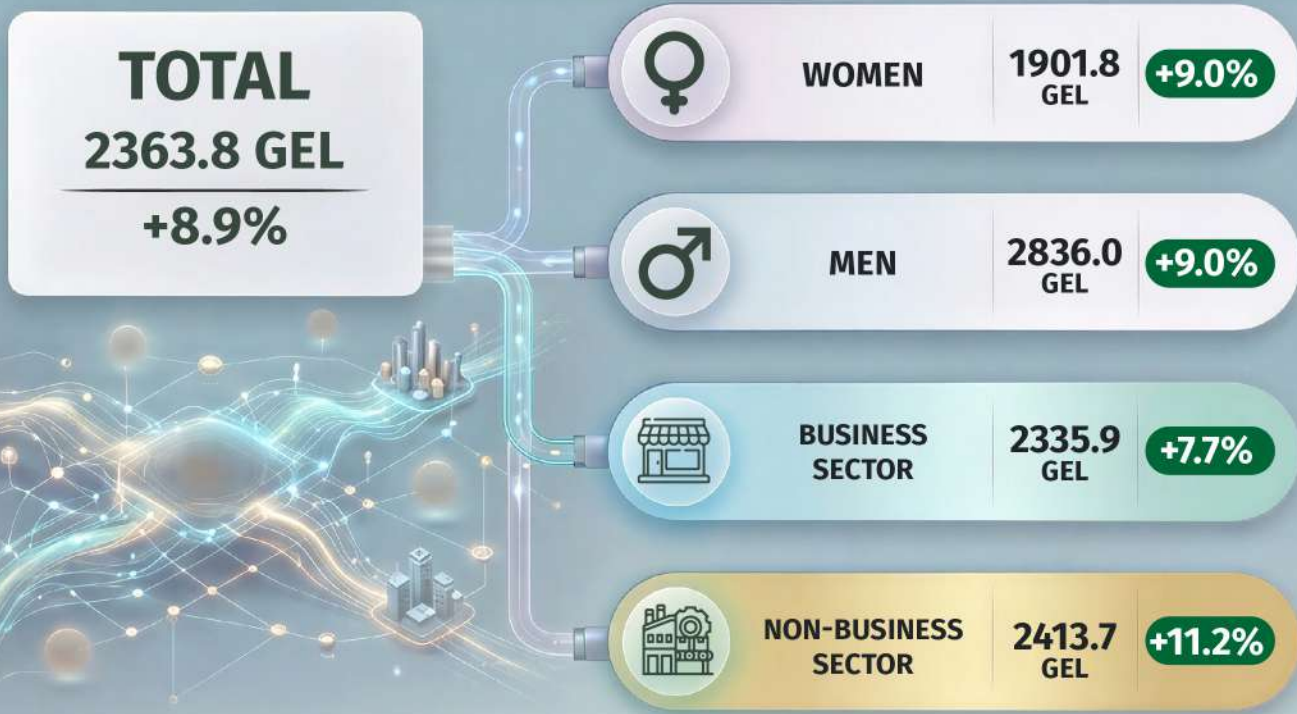 TOTAL
2363.8 GEL
+8.9%
WOMEN
1901.8
GEL
+9.0%
MEN
2836.0
GEL
+9.0%
BUSINESS
SECTOR
2335.9
GEL
+7.7%
NON-BUSINESS
SECTOR
2413.7
GEL
+11.2%